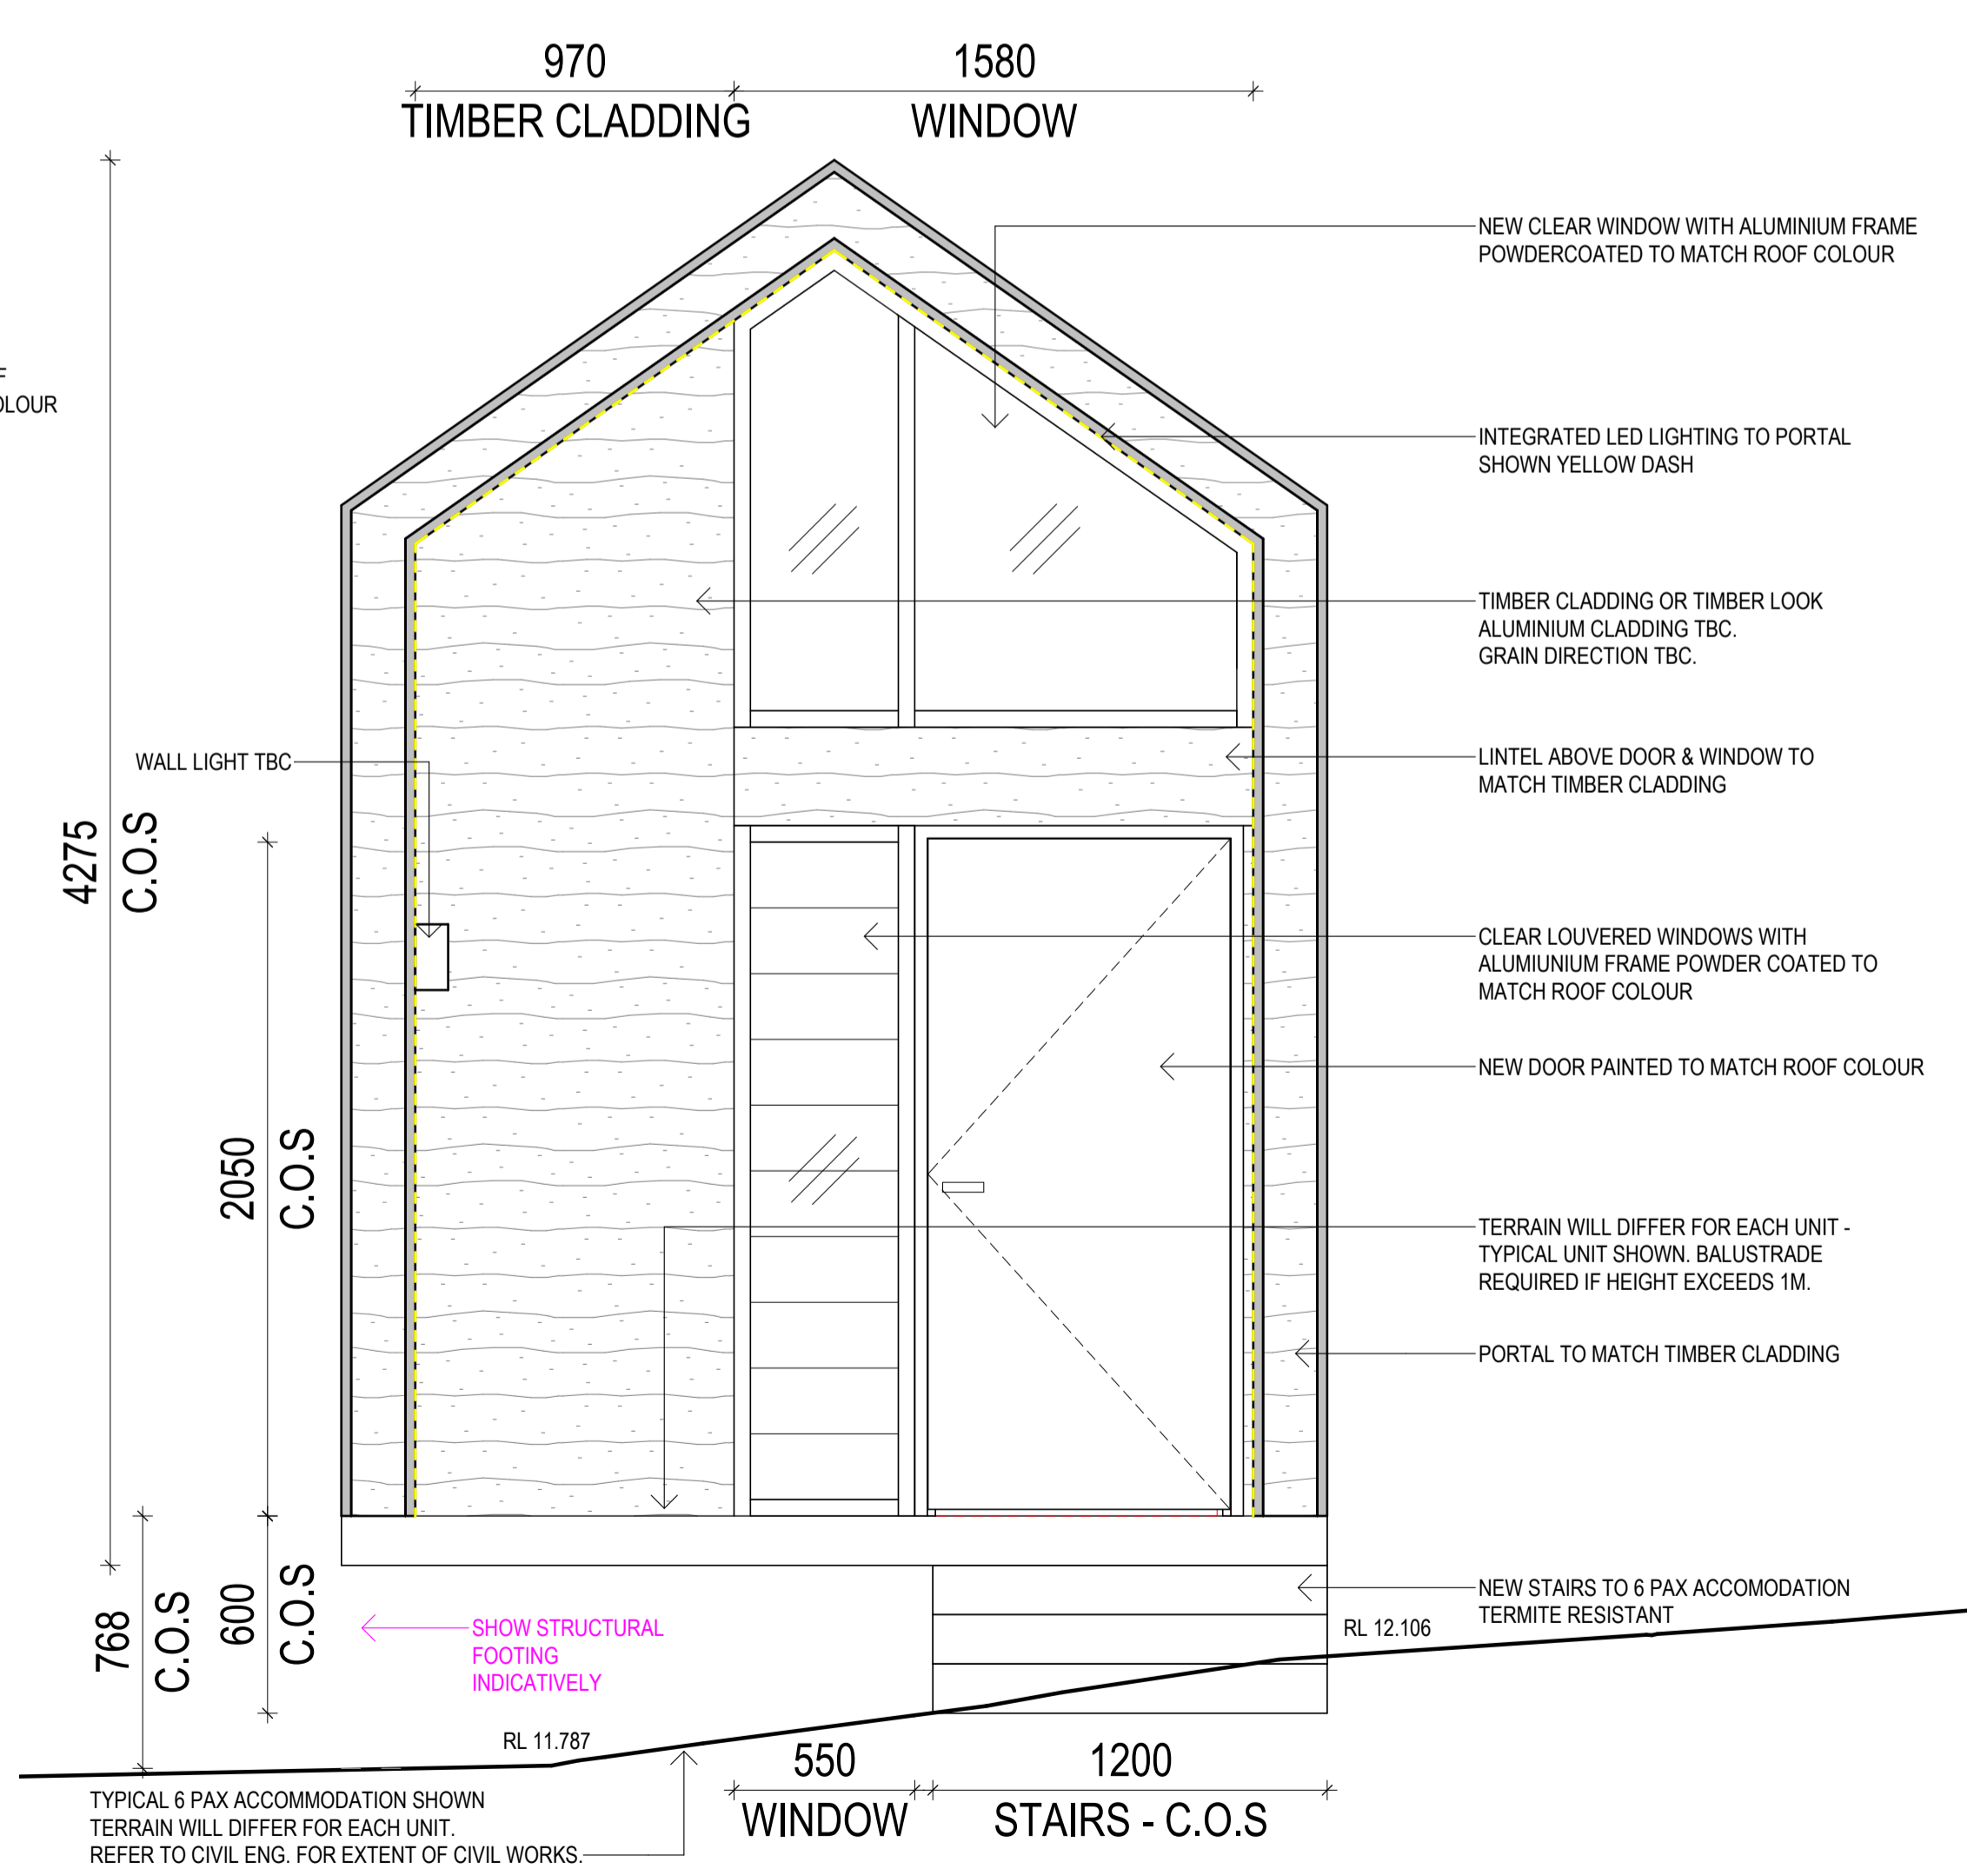 970
1580
TIMBER CLADDING
WINDOW
NEW CLEAR WINDOW WITH ALUMINIUM FRAME
POWDERCOATED TO MATCH ROOF COLOUR
OLOUR
INTEGRATED LED LIGHTING TO PORTAL
SHOWN YELLOW DASH
TIMBER CLADDING OR TIMBER LOOK
ALUMINIUM CLADDING TBC.
GRAIN DIRECTION TBC.
WALL LIGHT TBC
LINTEL ABOVE DOOR & WINDOW TO
MATCH TIMBER CLADDING
4275
C.O.S
CLEAR LOUVERED WINDOWS WITH
ALUMIUNIUM FRAME POWDER COATED TO
MATCH ROOF COLOUR
NEW DOOR PAINTED TO MATCH ROOF COLOUR
2050
C.O.S
TERRAIN WILL DIFFER FOR EACH UNIT -
TYPICAL UNIT SHOWN. BALUSTRADE
REQUIRED IF HEIGHT EXCEEDS 1M.
PORTAL TO MATCH TIMBER CLADDING
768
C.O.S
600
C.O.S
NEW STAIRS TO 6 PAX ACCOMODATION
TERMITE RESISTANT
SHOW STRUCTURAL
FOOTING
INDICATIVELY
RL 12.106
RL 11.787
550
1200
WINDOW
STAIRS - C.O.S
TYPICAL 6 PAX ACCOMMODATION SHOWN
TERRAIN WILL DIFFER FOR EACH UNIT.
REFER TO CIVIL ENG. FOR EXTENT OF CIVIL WORKS.